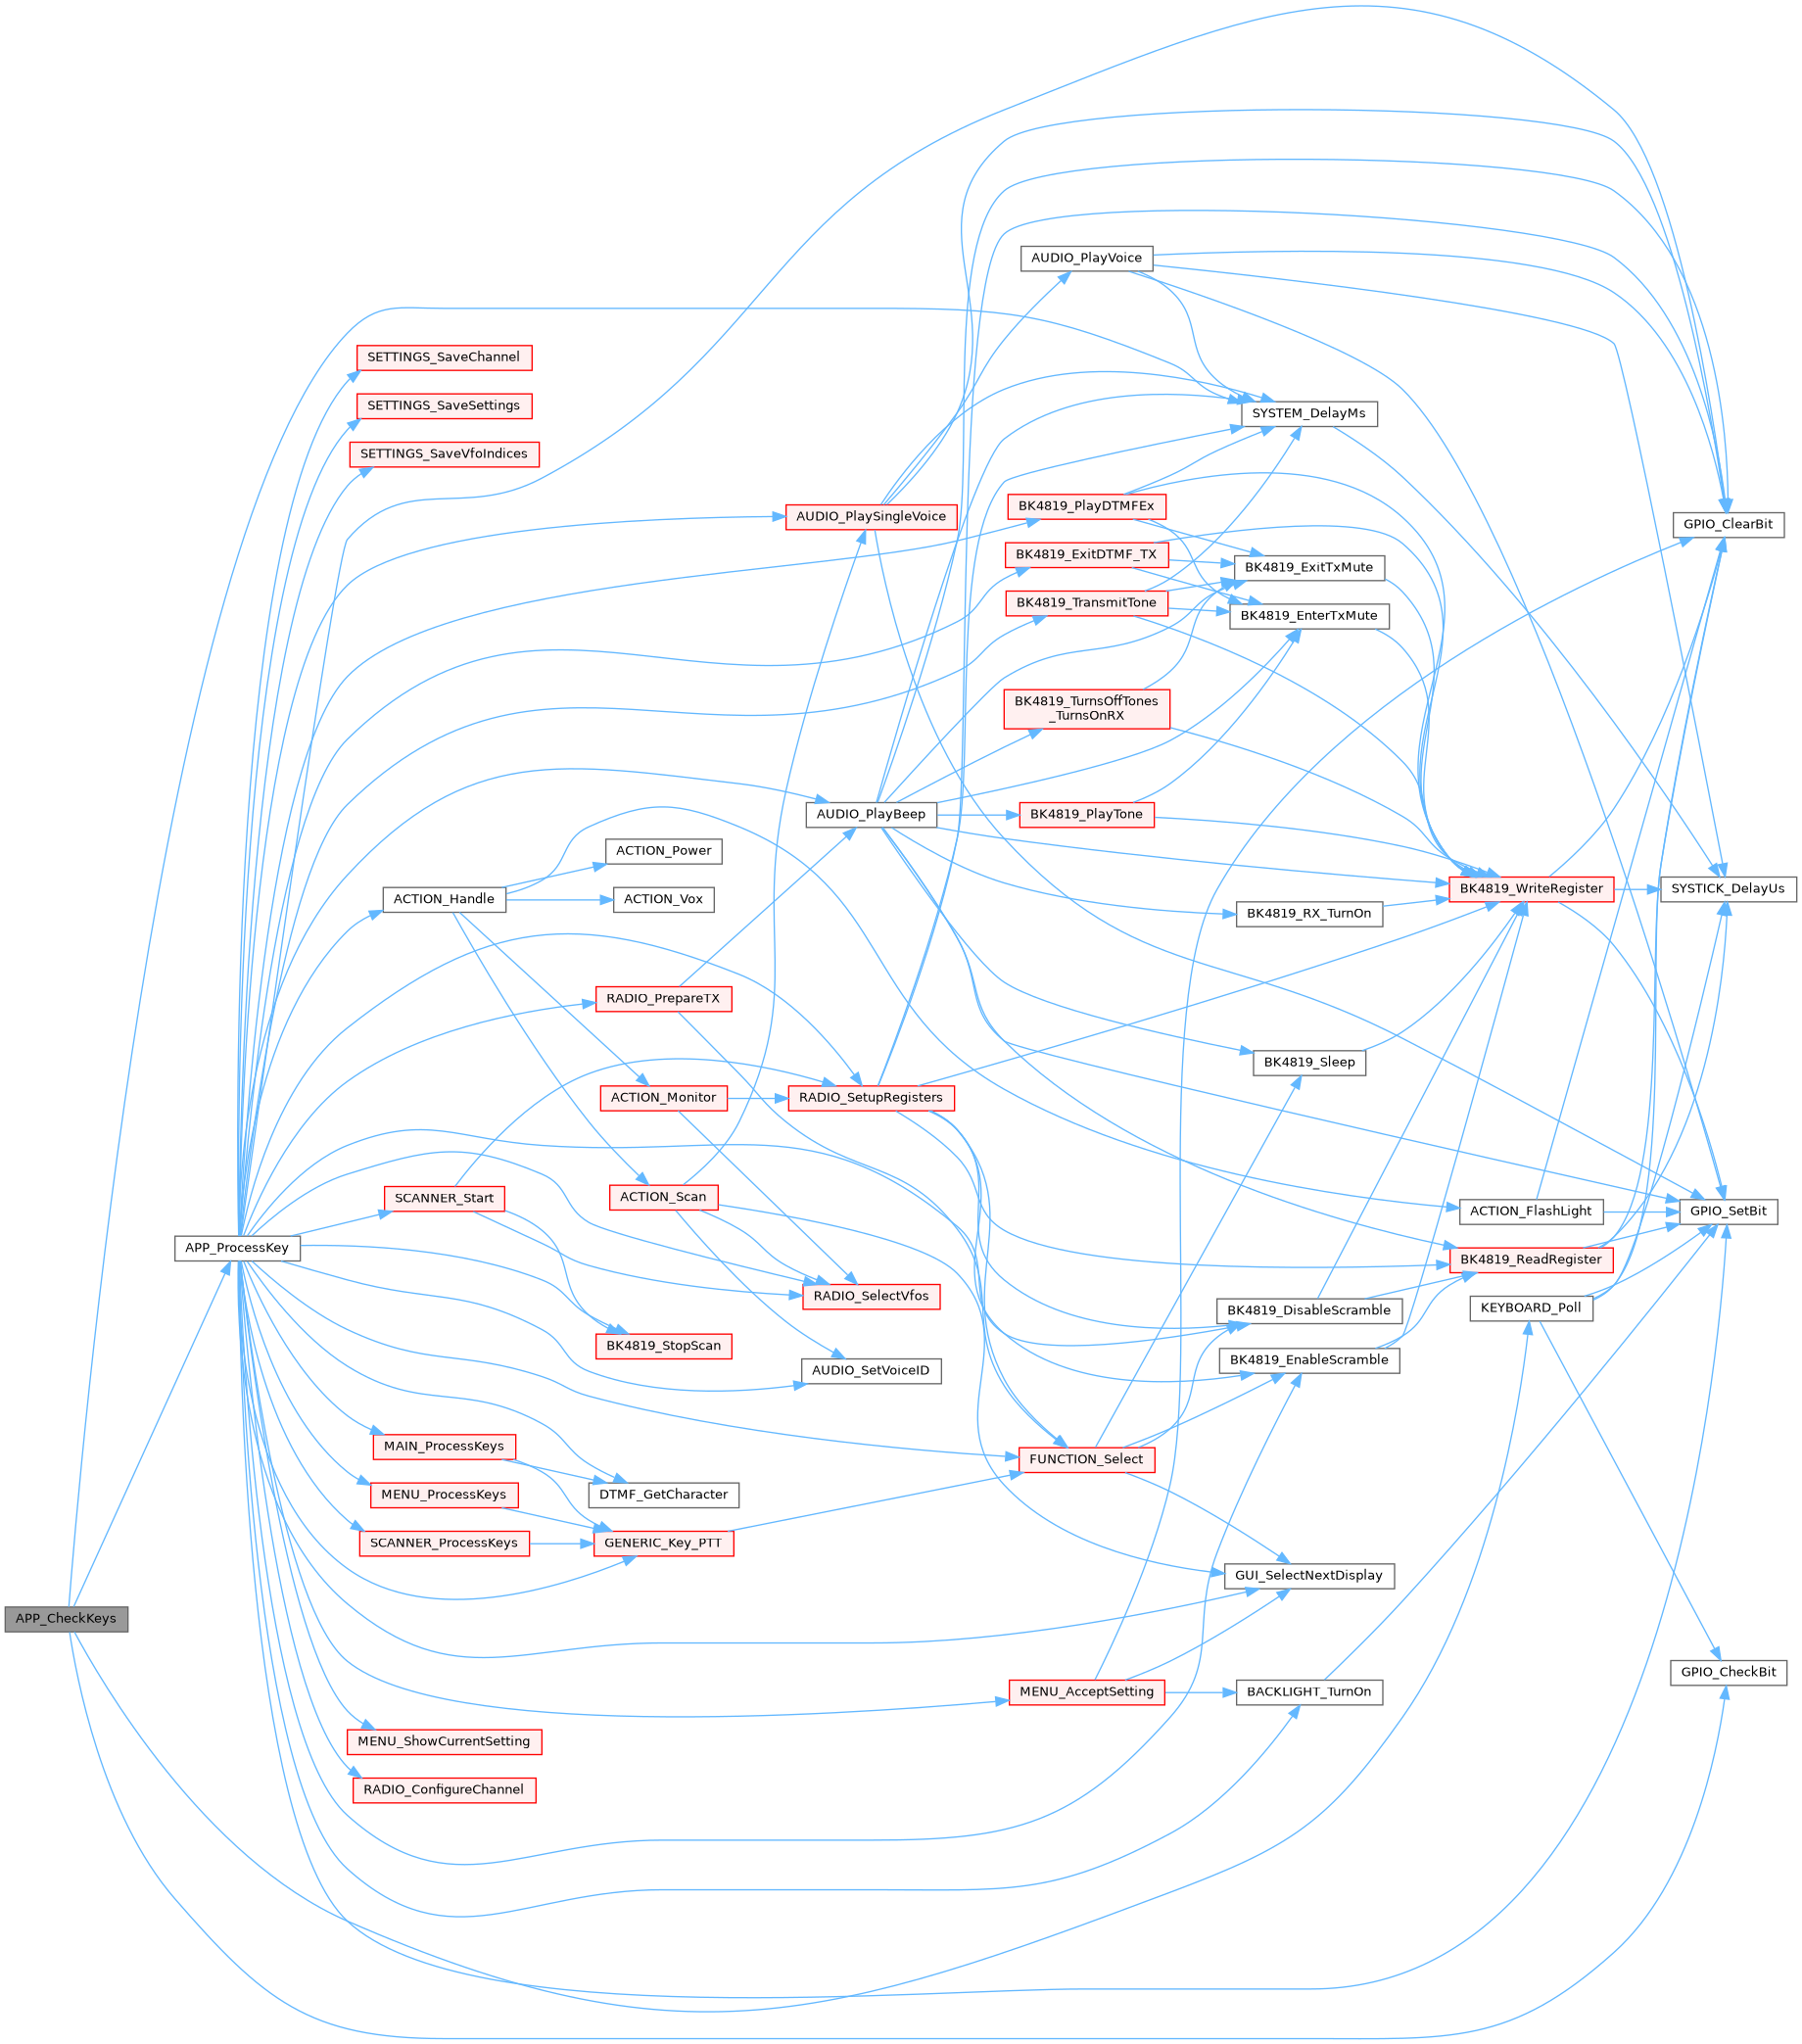 AUDIO_PlayVoice
SETTINGS_SaveChannel
SETTINGS_SaveSettings
SYSTEM_DelayMs
SETTINGS_SaveVfoIndices
AUDIO_PlaySingleVoice
BK4819_PlayDTMFEx
GPIO_ClearBit
BK4819_ExitDTMF_TX
BK4819_ExitTxMute
BK4819_TransmitTone
BK4819_EnterTxMute
BK4819_TurnsOffTones
_TurnsOnRX
AUDIO_PlayBeep
BK4819_PlayTone
ACTION_Power
ACTION_Handle
ACTION_Vox
BK4819_RX_TurnOn
BK4819_WriteRegister
SYSTICK_DelayUs
RADIO_PrepareTX
BK4819_Sleep
ACTION_Monitor
RADIO_SetupRegisters
SCANNER_Start
ACTION_Scan
ACTION_FlashLight
GPIO_SetBit
APP_ProcessKey
BK4819_ReadRegister
RADIO_SelectVfos
BK4819_DisableScramble
KEYBOARD_Poll
BK4819_StopScan
AUDIO_SetVoiceID
BK4819_EnableScramble
MAIN_ProcessKeys
FUNCTION_Select
MENU_ProcessKeys
DTMF_GetCharacter
SCANNER_ProcessKeys
GENERIC_Key_PTT
GUI_SelectNextDisplay
APP_CheckKeys
GPIO_CheckBit
MENU_AcceptSetting
BACKLIGHT_TurnOn
MENU_ShowCurrentSetting
RADIO_ConfigureChannel